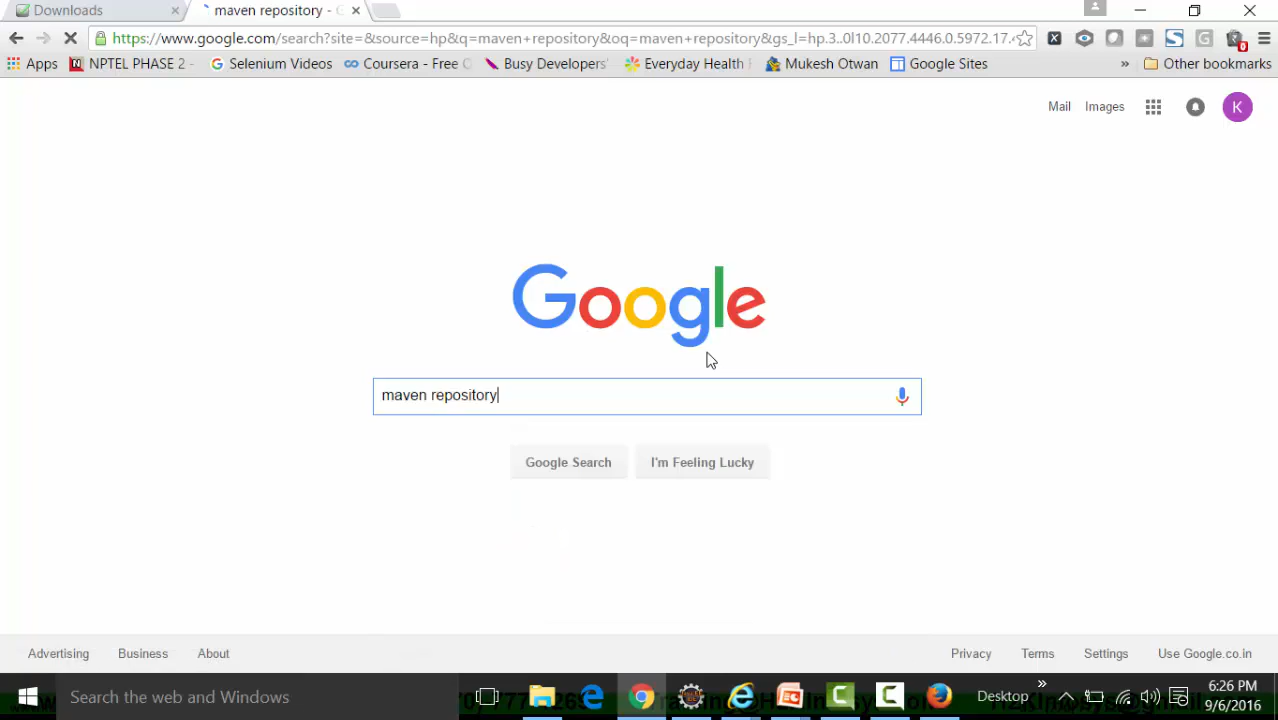 Downloads
maven repository - G
https://www.google.com/search?site=&source=hp&q=maven+repository&oq=maven+repository&gs_l=hp.3..0l10.2077.4446.0.5972.17.
Apps
NPTEL PHASE 2 -
Selenium Videos
Coursera - Free
Busy Developers'
Everyday Health
Mukesh Otwan
Google Sites
»
Other bookmarks
Mail
Images
K
Google
maven repository
Google Search
I'm Feeling Lucky
Advertising
Business
About
Privacy
Terms
Settings
Use Google.co.in
Search the web and Windows
Desktop
»
6:26 PM
9/6/2016